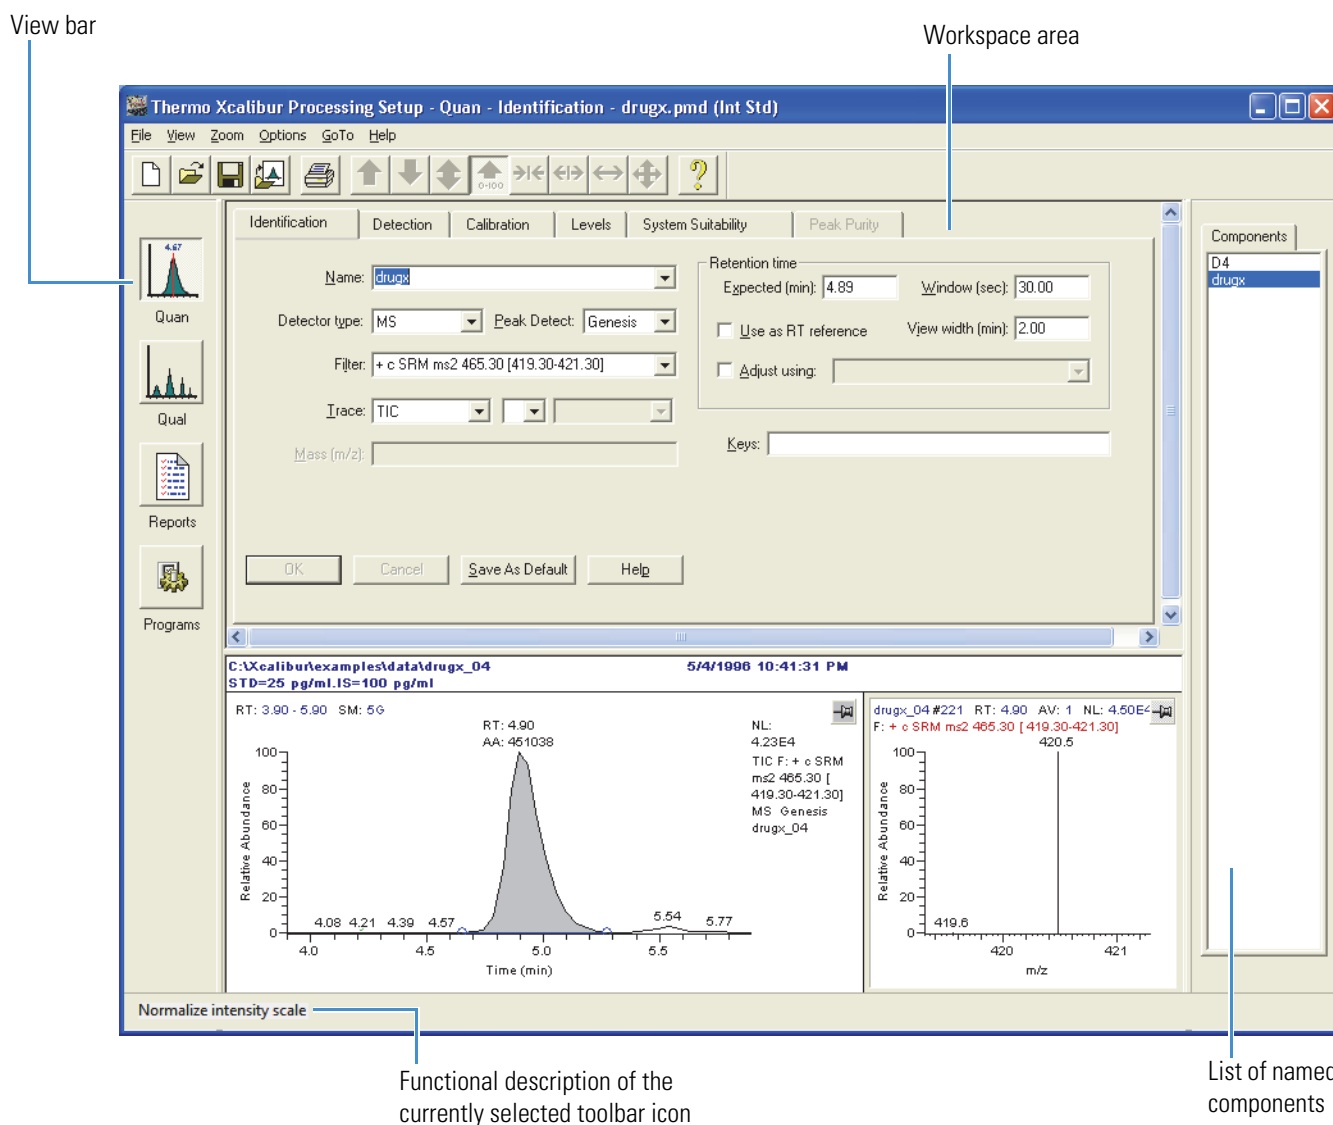 View bar
Workspace area
Thermo Xcalibur Processing Setup - Quan - Identification - drugx.pmd (Int Std)
File View Zoom Options GoTo Help
0-100
Identification Detection Calibration Levels System Suitability Peak Purity
Components
D4
drugx
4.67
Quan
Qual
Reports
Programs
Name: drugx
Detector type: MS Peak Detect: Genesis
Filter: + c SRM ms2 465.30 [419.30-421.30]
Trace: TIC
Mass (m/z):
Retention time
Expected (min): 4.89 Window (sec): 30.00
Use as RT reference View width (min): 2.00
Adjust using:
Keys:
OK Cancel Save As Default Help
C:\Xcalibur\examples\data\drugx_04 5/4/1996 10:41:31 PM
STD=25 pg/ml.IS=100 pg/ml
RT: 3.90 - 5.90 SM: 5G
RT: 4.90
AA: 451038
NL:
4.23E4
TIC F: + c SRM
ms2 465.30 [
419.30-421.30]
MS Genesis
drugx_04
Relative Abundance
100
80
60
40
20
0
4.08 4.21 4.39 4.57 5.54 5.77
4.0 4.5 5.0 5.5
Time (min)
drugx_04 #221 RT: 4.90 AV: 1 NL: 4.50E4
F: + c SRM ms2 465.30 [ 419.30-421.30]
420.5
Relative Abundance
100
80
60
40
20
0
419.6
420 421
m/z
Normalize intensity scale
Functional description of the
currently selected toolbar icon
List of named
components